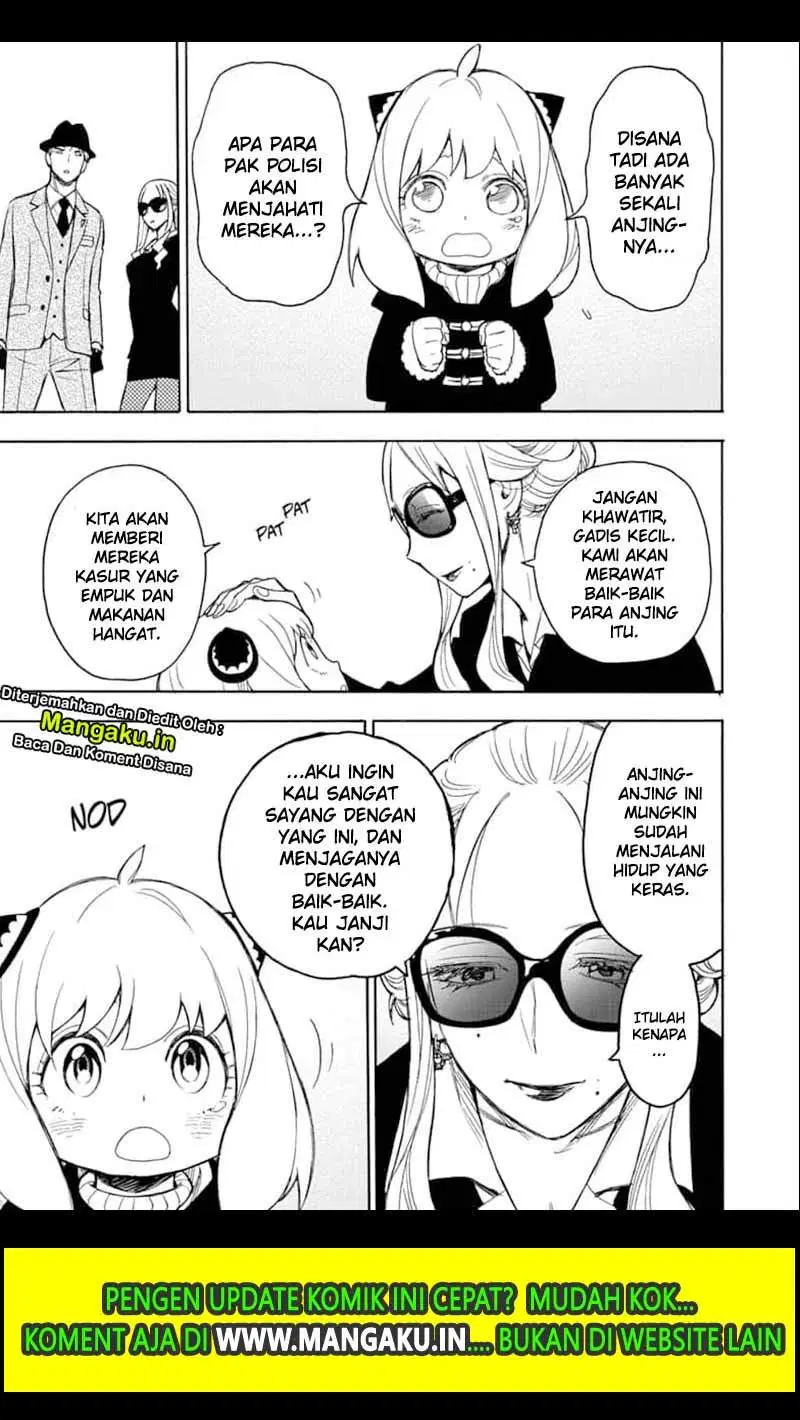 DISANA
TADI ADA
BANYAK
SEKALI
ANJING-
NYA...
APA PARA
PAK POLISI
AKAN
MENJAHATI
MEREKA...?
JANGAN
KHAWATIR,
GADIS KECIL.
KAMI AKAN
MERAWAT
BAIK-BAIK
PARA ANJING
ITU.
PAT
PAT
PAT
KITA AKAN
MEMBERI
MEREKA
KASUR YANG
EMPUK DAN
MAKANAN
HANGAT.
Diterjemahkan dan Diedit Oleh :
Mangaku.in
Baca Dan Koment Disana
ANJING-
ANJING INI
MUNGKIN
SUDAH
MENJALANI
HIDUP YANG
KERAS.
ITULAH
KENAPA
...
...AKU INGIN
KAU SANGAT
SAYANG DENGAN
YANG INI, DAN
MENJAGANYA
DENGAN
BAIK-BAIK.
KAU JANJI
KAN?
NOD
PENGEN UPDATE KOMIK INI CEPAT? MUDAH KOK...
KOMENT AJA DI WWW.MANGAKU.IN.... BUKAN DI WEBSITE LAIN